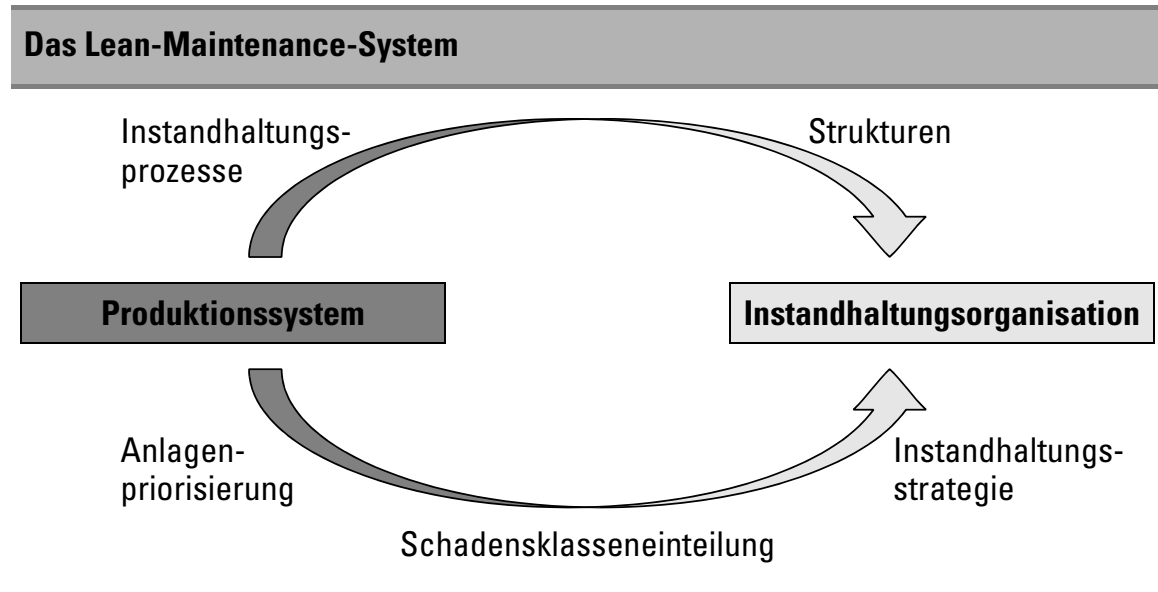 Das Lean-Maintenance-System
Instandhaltungs-
prozesse
Strukturen
Produktionssystem
Instandhaltungsorganisation
Anlagen-
priorisierung
Instandhaltungs-
strategie
Schadensklasseneinteilung